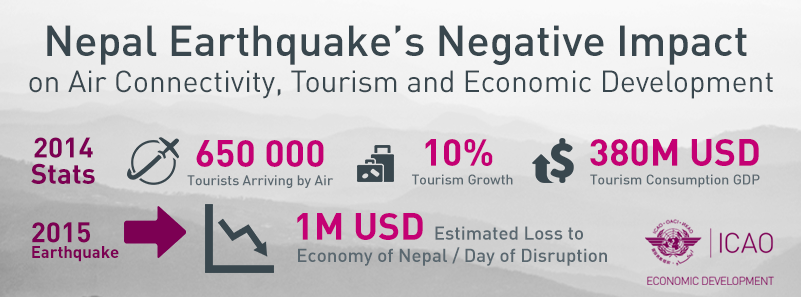 Nepal Earthquake's Negative Impact
on Air Connectivity, Tourism and Economic Development
2014
Stats
650 000
Tourists Arriving by Air
10%
Tourism Growth
$
380M USD
Tourism Consumption GDP
2015
Earthquake
1M USD Estimated Loss to
Economy of Nepal / Day of Disruption
ICAO
ECONOMIC DEVELOPMENT